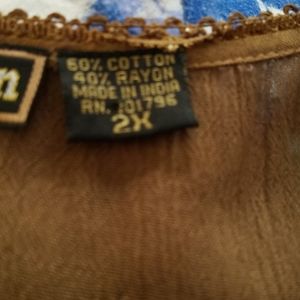 n
60% COTTON
40% RAYON
MADE IN INDIA
RN. 101796
2X